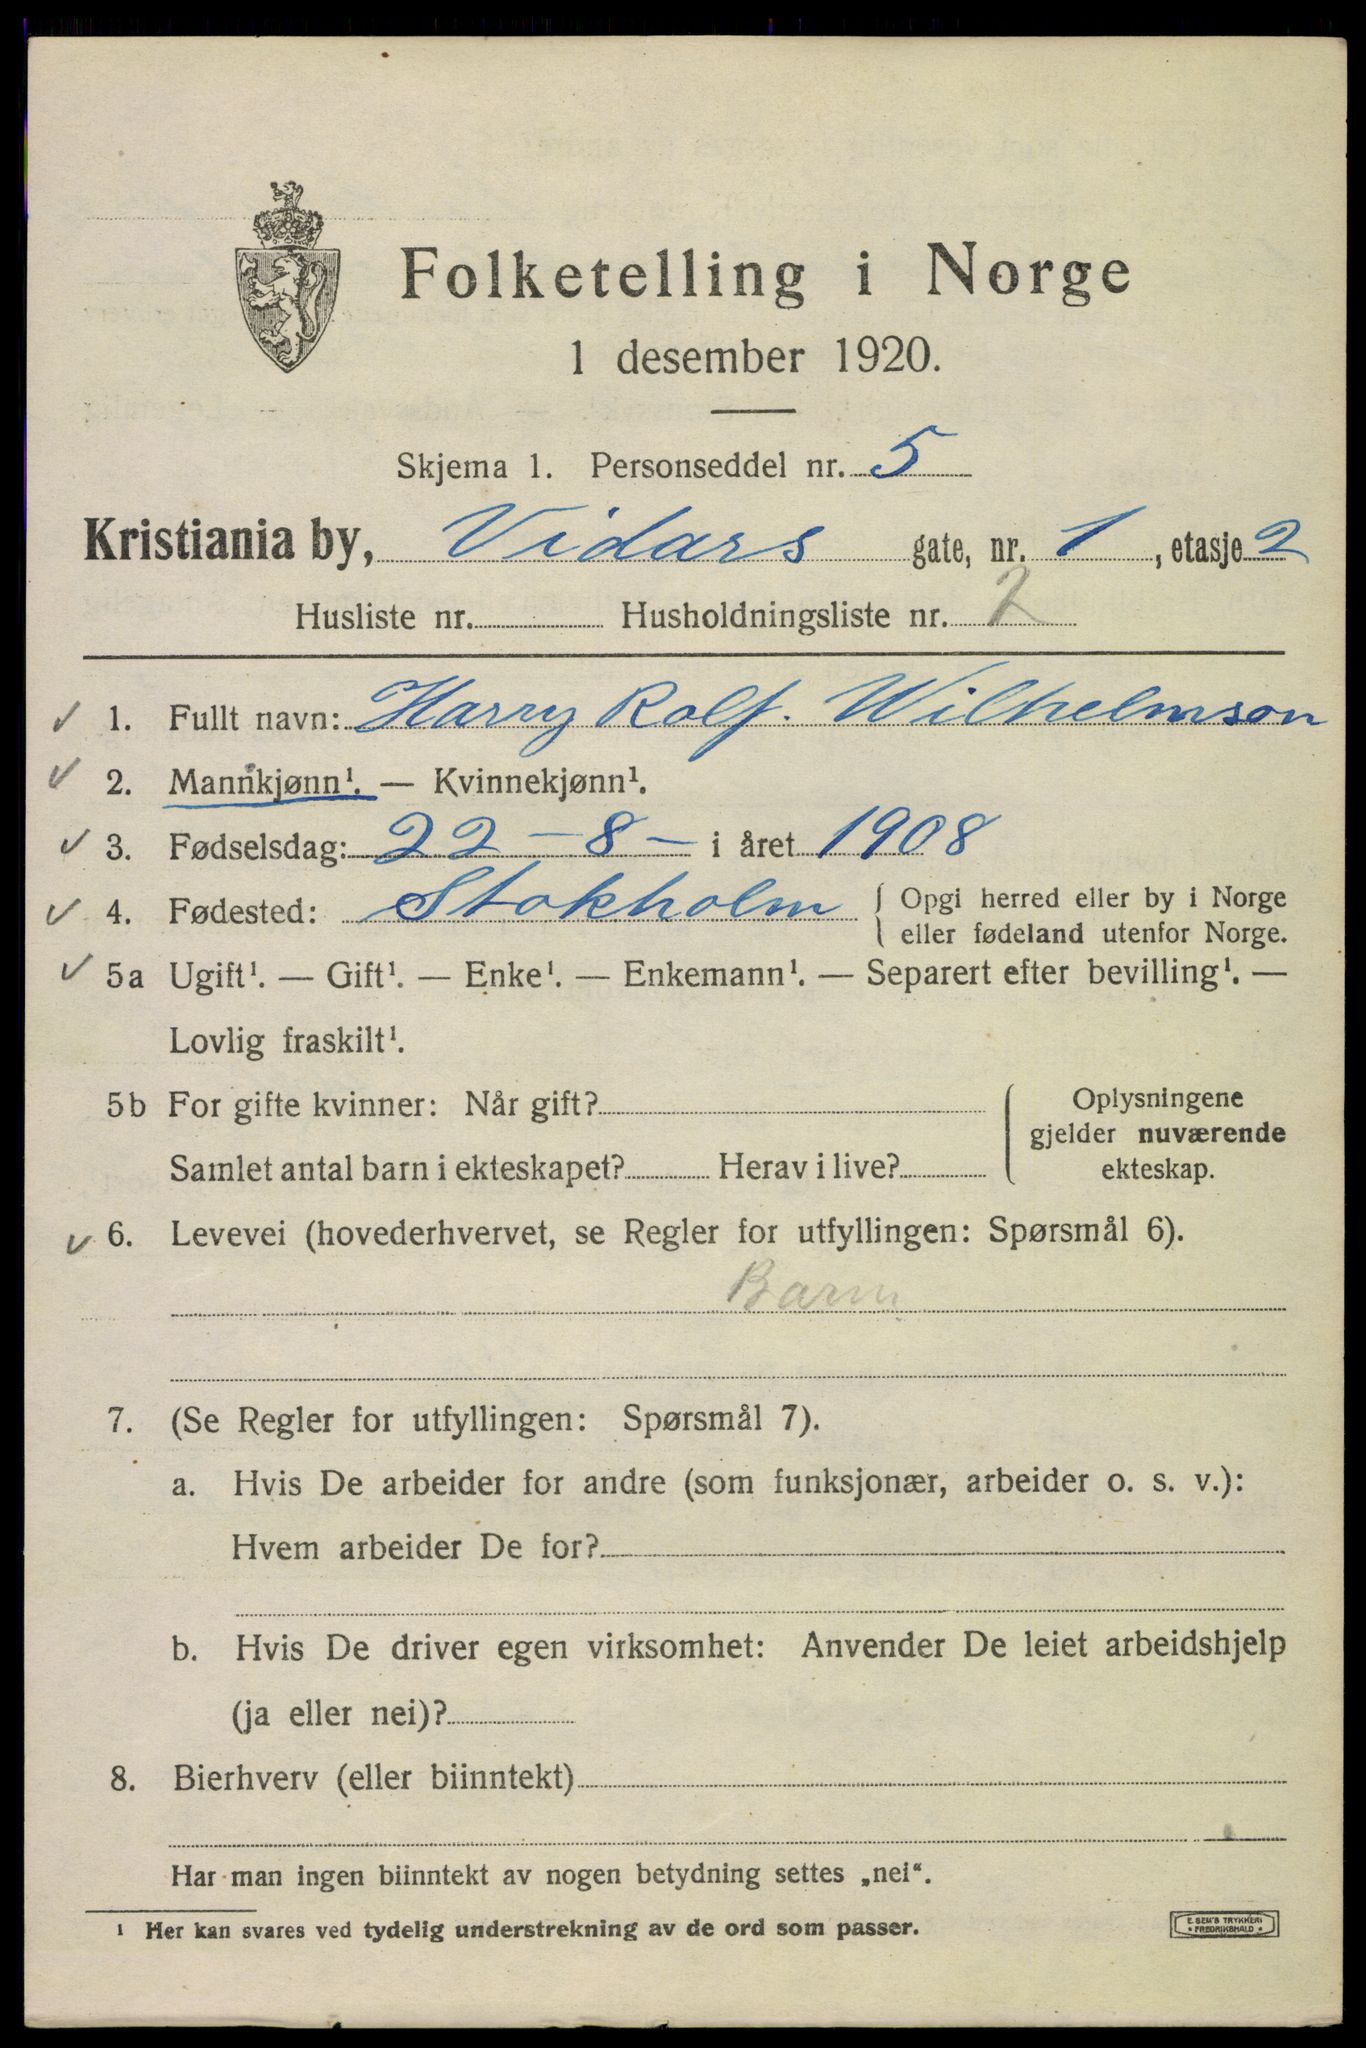 Folketelling i Norge
1 desember 1920.
Skjema 1. Personseddel nr. 5
Kristiania by, Vidars gate, nr. 1, etasje 2
Husliste nr. Husholdningsliste nr. 2
1. Fullt navn: Harry Rolf. Wilhelmson
2. Mannkjønn¹. — Kvinnekjønn¹.
3. Fødselsdag: 22 - 8 - i året 1908
4. Fødested: Stokholm { Opgi herred eller by i Norge
eller fødeland utenfor Norge.
5a Ugift¹. — Gift¹. — Enke¹. — Enkemann¹. — Separert efter bevilling¹. —
Lovlig fraskilt¹.
5b For gifte kvinner: Når gift?
Samlet antal barn i ekteskapet? Herav i live?
Oplysningene
gjelder nuværende
ekteskap.
6. Levevei (hovederhvervet, se Regler for utfyllingen: Spørsmål 6).
Barn
7. (Se Regler for utfyllingen: Spørsmål 7).
a. Hvis De arbeider for andre (som funksjonær, arbeider o. s. v.):
Hvem arbeider De for?
b. Hvis De driver egen virksomhet: Anvender De leiet arbeidshjelp
(ja eller nei)?
8. Bierhverv (eller biinntekt)
Har man ingen biinntekt av nogen betydning settes „nei“.
¹ Her kan svares ved tydelig understrekning av de ord som passer.
E. SEM'S TRYKKERI
* FREDRIKSHALD *